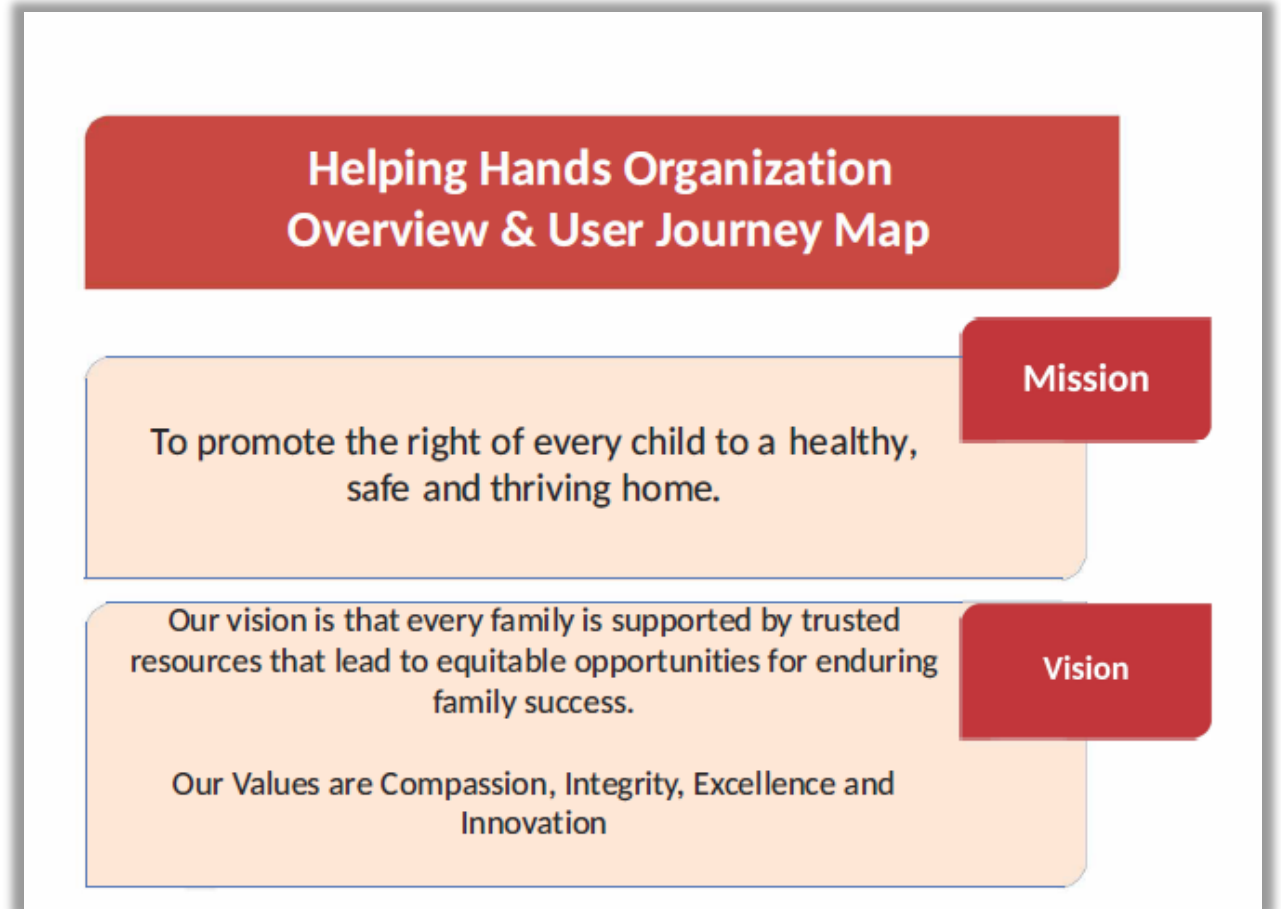 Helping Hands Organization
Overview & User Journey Map
Mission
To promote the right of every child to a healthy,
safe and thriving home.
Vision
Our vision is that every family is supported by trusted
resources that lead to equitable opportunities for enduring
family success.
Our Values are Compassion, Integrity, Excellence and
Innovation